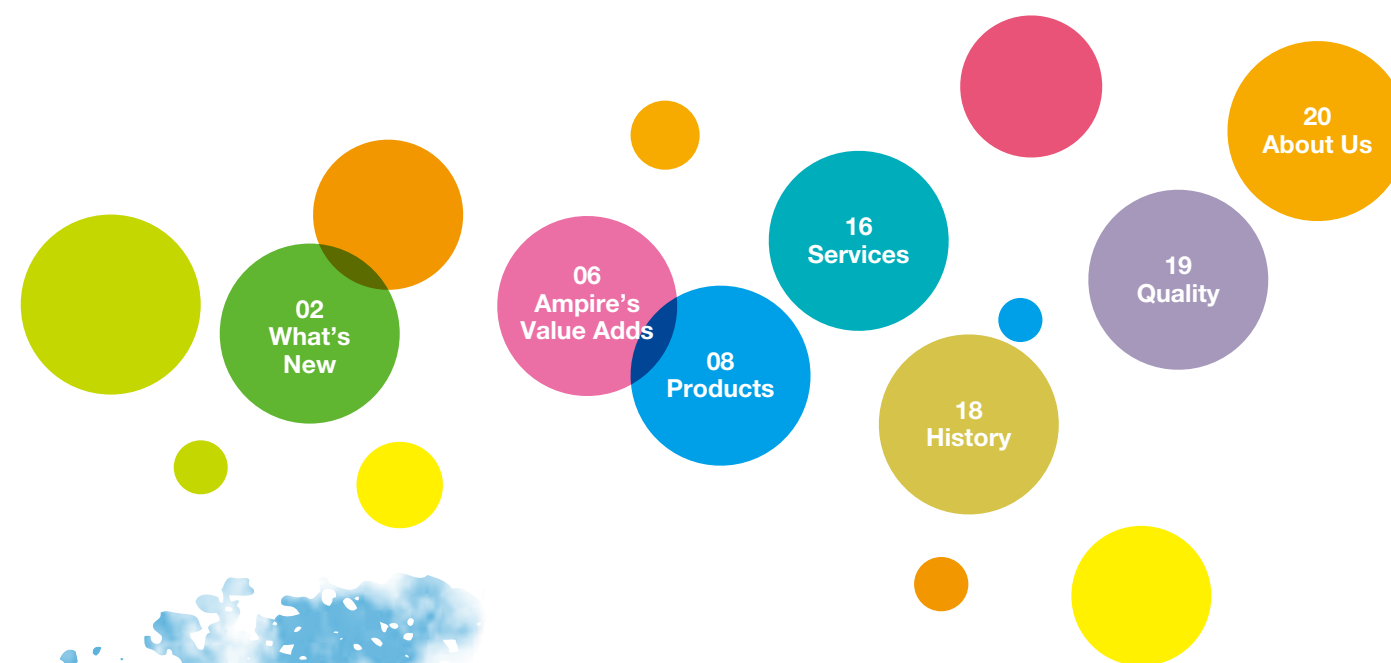 02
What's
New
06
Ampire's
Value Adds
08
Products
16
Services
18
History
19
Quality
20
About Us